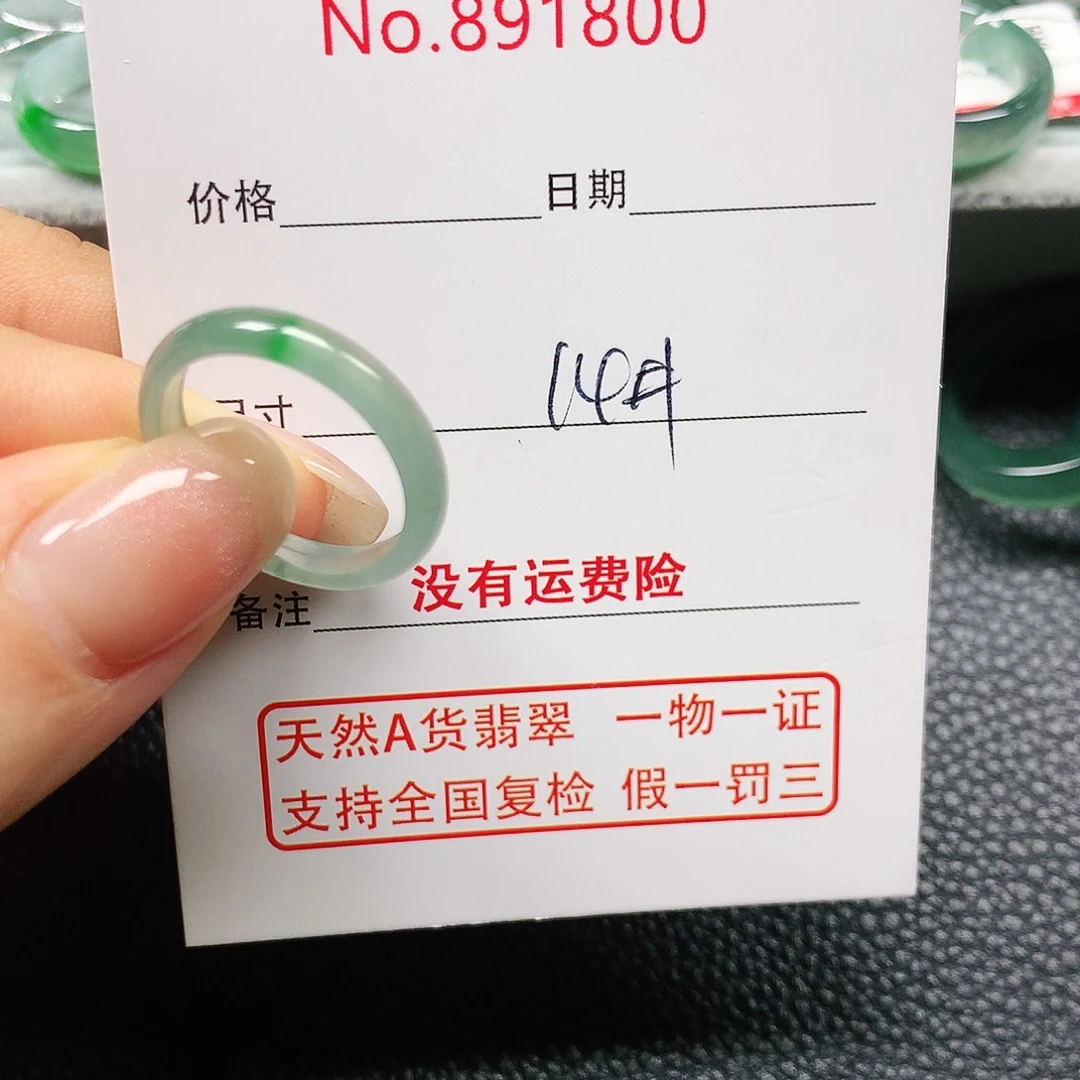 No.891800
价格 日期
尺寸 14#
备注 没有运费险
天然A货翡翠 一物一证
支持全国复检 假一罚三